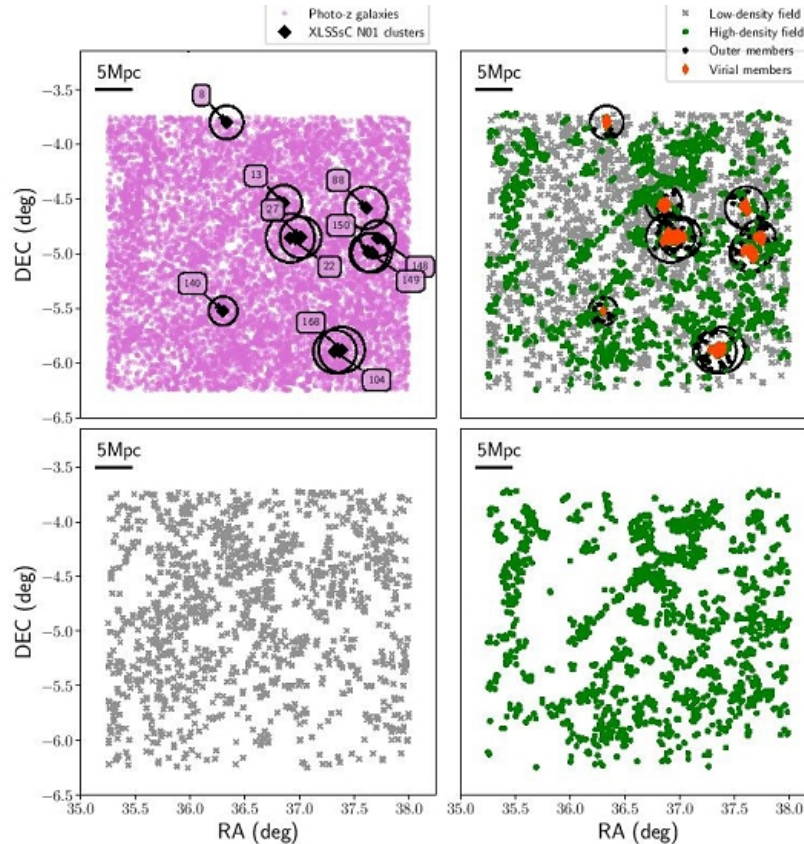 Photo-z galaxies
XLSSsC N01 clusters
Low-density field
High-density field
Outer members
Virial members
5Mpc
8
13
27
88
150
22
148
149
140
168
104
−3.5
−4.0
−4.5
−5.0
−5.5
−6.0
−6.5
DEC (deg)
5Mpc
5Mpc
−3.5
−4.0
−4.5
−5.0
−5.5
−6.0
−6.5
DEC (deg)
35.0 35.5 36.0 36.5 37.0 37.5 38.0
RA (deg)
5Mpc
35.0 35.5 36.0 36.5 37.0 37.5 38.0
RA (deg)